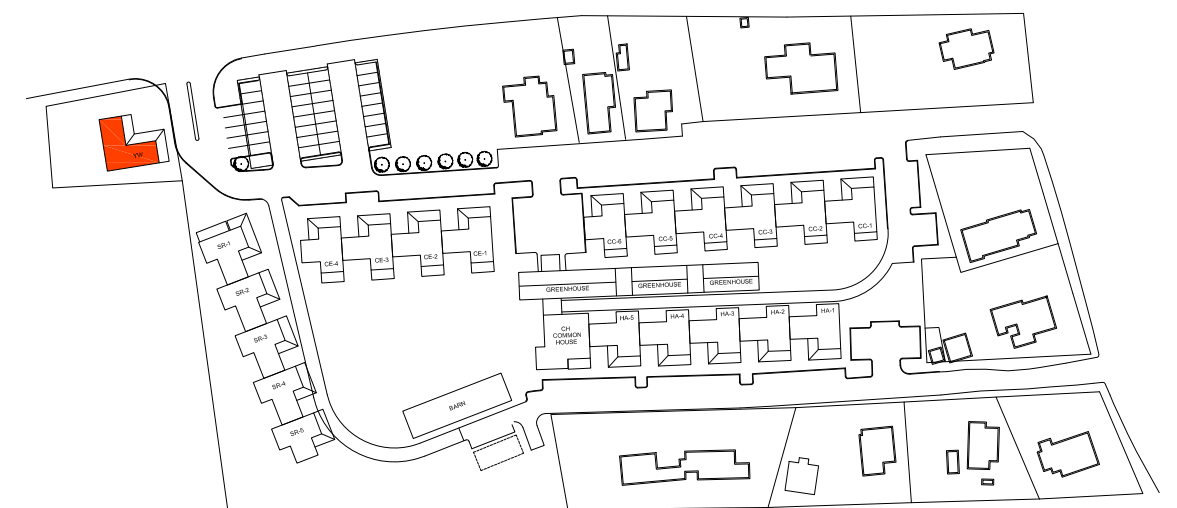 YW
SR-1
SR-2
SR-3
SR-4
SR-5
CE-4
CE-3
CE-2
CE-1
CC-6
CC-5
CC-4
CC-3
CC-2
CC-1
GREENHOUSE
GREENHOUSE
GREENHOUSE
CH
COMMON
HOUSE
HA-5
HA-4
HA-3
HA-2
HA-1
BARN